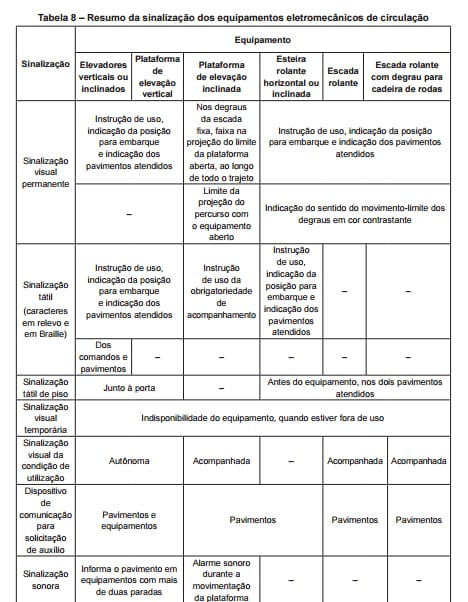 Tabela 8 – Resumo da sinalização dos equipamentos eletromecânicos de circulação
Sinalização
Equipamento
Elevadores
verticais ou
inclinados
Plataforma
de
elevação
vertical
Plataforma
de elevação
inclinada
Esteira
rolante
horizontal ou
inclinada
Escada
rolante
Escada rolante
com degrau para
cadeira de rodas
Sinalização
visual
permanente
Instrução de uso,
indicação da posição
para embarque
e indicação dos
pavimentos atendidos
Nos degraus
da escada
fixa, faixa na
projeção do limite
da plataforma
aberta, ao longo
de todo o trajeto
Instrução de uso, indicação da posição
para embarque e indicação dos pavimentos
atendidos
–
Limite da
projeção do
percurso com
o equipamento
aberto
Indicação do sentido do movimento-limite dos
degraus em cor contrastante
Sinalização
tátil
(caracteres
em relevo e
em Braille)
Instrução de uso,
indicação da posição
para embarque
e indicação dos
pavimentos atendidos
Instrução
de uso da
obrigatoriedade
de
acompanhamento
Instrução
de uso,
indicação da
posição para
embarque e
indicação dos
pavimentos
atendidos
–
–
Dos
comandos e
pavimentos
–
–
–
–
–
Sinalização
tátil de piso
Junto à porta
–
Antes do equipamento, nos dois pavimentos
atendidos
Sinalização
visual
temporária
Indisponibilidade do equipamento, quando estiver fora de uso
Sinalização
visual da
condição de
utilização
Autônoma
Acompanhada
–
Acompanhada
Acompanhada
Dispositivo
de
comunicação
para
solicitação
de auxílio
Pavimentos e
equipamentos
Pavimentos
Pavimentos
Pavimentos
Sinalização
sonora
Informa o pavimento em
equipamentos com mais
de duas paradas
Alarme sonoro
durante a
movimentação
da plataforma
–
–
–